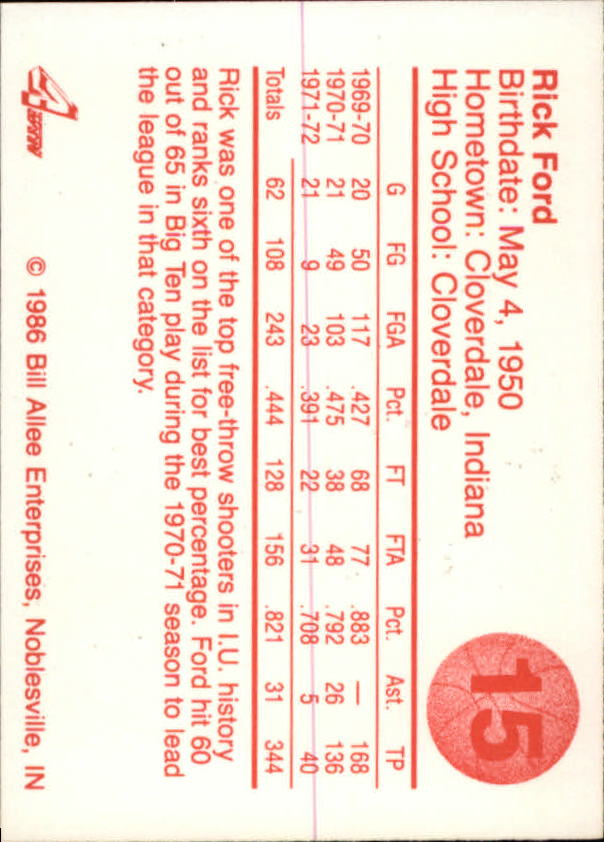 Rick Ford
Birthdate: May 4, 1950
Hometown: Cloverdale, Indiana
High School: Cloverdale
15
G FG FGA Pct. FT FTA Pct. Ast. TP
1969-70 20 50 117 .427 68 77 .883 — 168
1970-71 21 49 103 .475 38 48 .792 26 136
1971-72 21 9 23 .391 22 31 .708 5 40
Totals 62 108 243 .444 128 156 .821 31 344
Rick was one of the top free-throw shooters in I.U. history
and ranks sixth on the list for best percentage. Ford hit 60
out of 65 in Big Ten play during the 1970-71 season to lead
the league in that category.
© 1986 Bill Allee Enterprises, Noblesville, IN